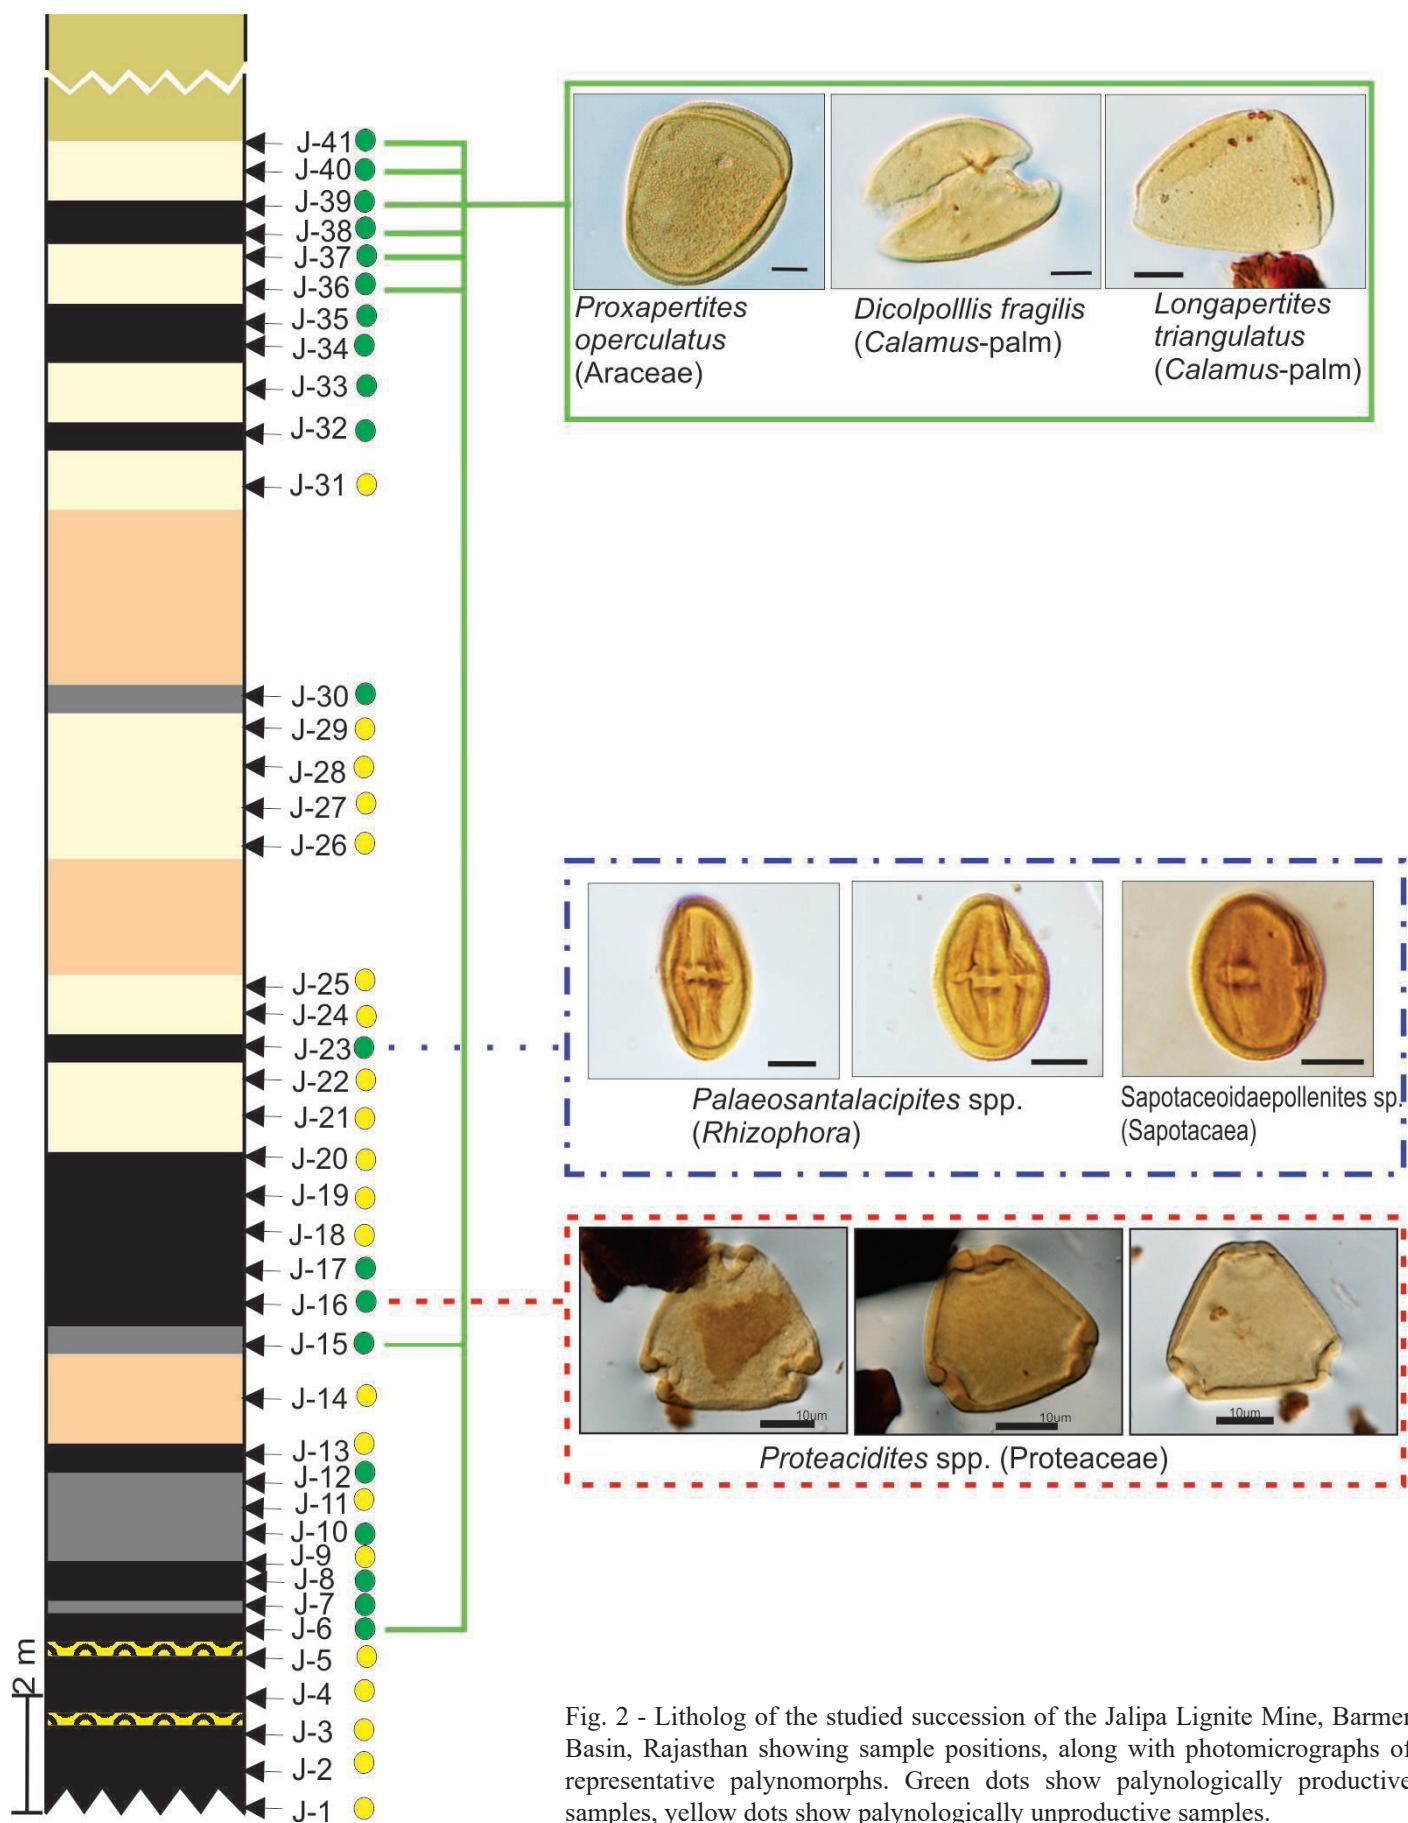 J-41
J-40
J-39
J-38
J-37
J-36
J-35
J-34
J-33
J-32
J-31
J-30
J-29
J-28
J-27
J-26
J-25
J-24
J-23
J-22
J-21
J-20
J-19
J-18
J-17
J-16
J-15
J-14
J-13
J-12
J-11
J-10
J-9
J-8
J-7
J-6
J-5
J-4
J-3
J-2
J-1
2 m
Proxapertites
operculatus
(Araceae)
Dicolpolllis fragilis
(Calamus-palm)
Longapertites
triangulatus
(Calamus-palm)
Palaeosantalacipites spp.
(Rhizophora)
Sapotaceoidaepollenites sp.
(Sapotacaea)
10um
10um
10um
Proteacidites spp. (Proteaceae)
Fig. 2 - Litholog of the studied succession of the Jalipa Lignite Mine, Barmer
Basin, Rajasthan showing sample positions, along with photomicrographs of
representative palynomorphs. Green dots show palynologically productive
samples, yellow dots show palynologically unproductive samples.